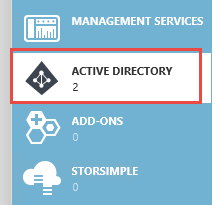 MANAGEMENT SERVICES
ACTIVE DIRECTORY
2
ADD-ONS
0
STORSIMPLE
0